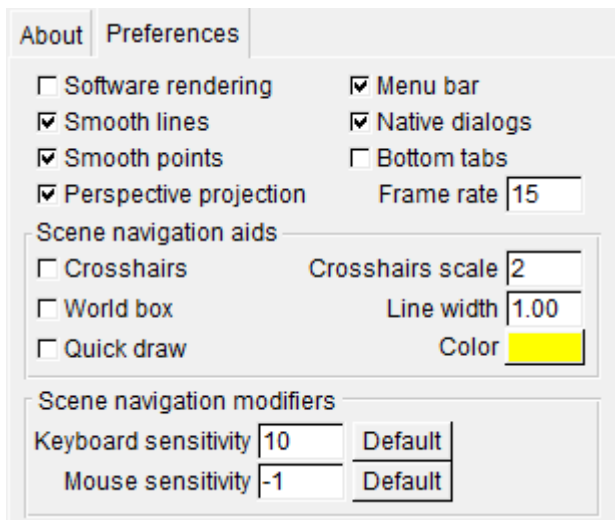 About Preferences
Software rendering Menu bar
Smooth lines Native dialogs
Smooth points Bottom tabs
Perspective projection Frame rate 15
Scene navigation aids
Crosshairs Crosshairs scale 2
World box Line width 1.00
Quick draw Color
Scene navigation modifiers
Keyboard sensitivity 10 Default
Mouse sensitivity -1 Default